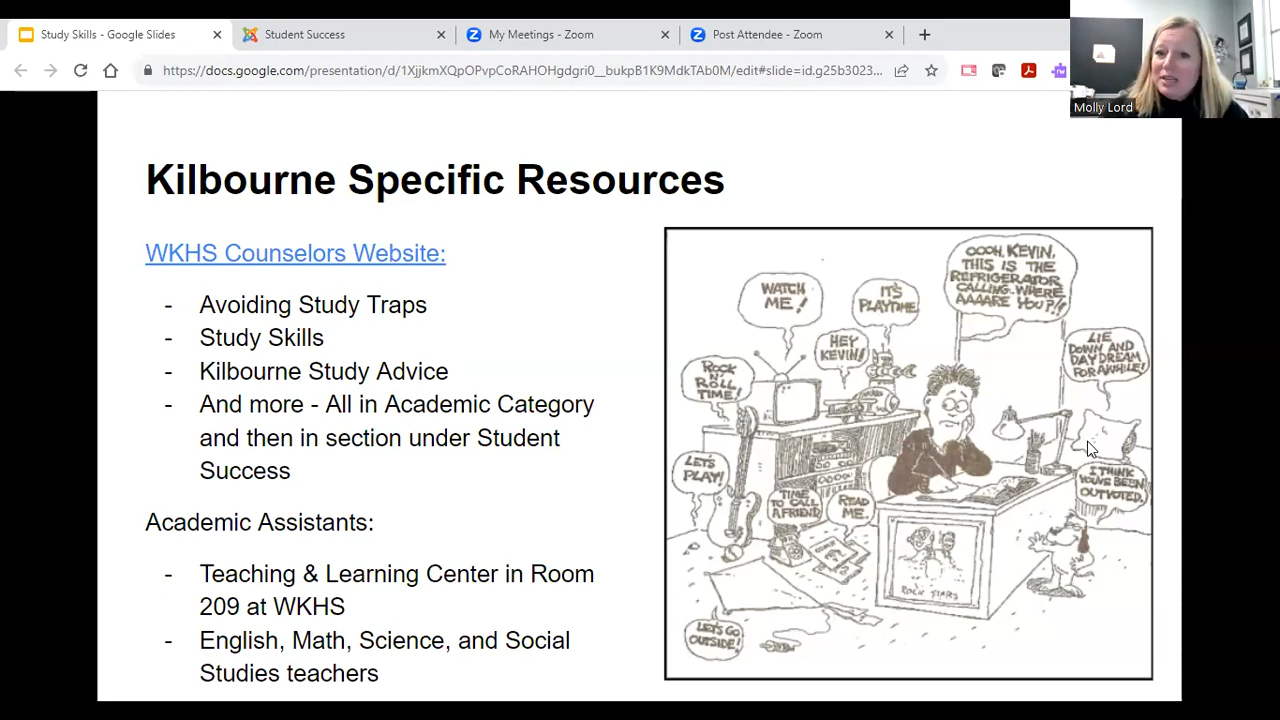 Study Skills - Google Slides
Student Success
My Meetings - Zoom
Post Attendee - Zoom
https://docs.google.com/presentation/d/1XjjkmXQpOPvpCoRAHOHgdgri0__bukpB1K9MdkTAb0M/edit#slide=id.g25b3023...
Molly Lord
Kilbourne Specific Resources
WKHS Counselors Website:
- Avoiding Study Traps
- Study Skills
- Kilbourne Study Advice
- And more - All in Academic Category
and then in section under Student
Success
Academic Assistants:
- Teaching & Learning Center in Room
209 at WKHS
- English, Math, Science, and Social
Studies teachers
OOOH, KEVIN,
THIS IS THE
REFRIGERATOR
CALLING. WHERE
AAAARE YOU?!!
WATCH
ME!
IT'S
PLAYTIME
HEY
KEVIN!
LIE
DOWN AND
DAYDREAM
FOR AWHILE!
ROCK
N'
ROLL
TIME!
LET'S
PLAY!
TIME
TO CALL
A FRIEND
READ
ME.
I THINK
YOU'VE BEEN
OUTVOTED.
ROCK STARS
LET'S GO
OUTSIDE!